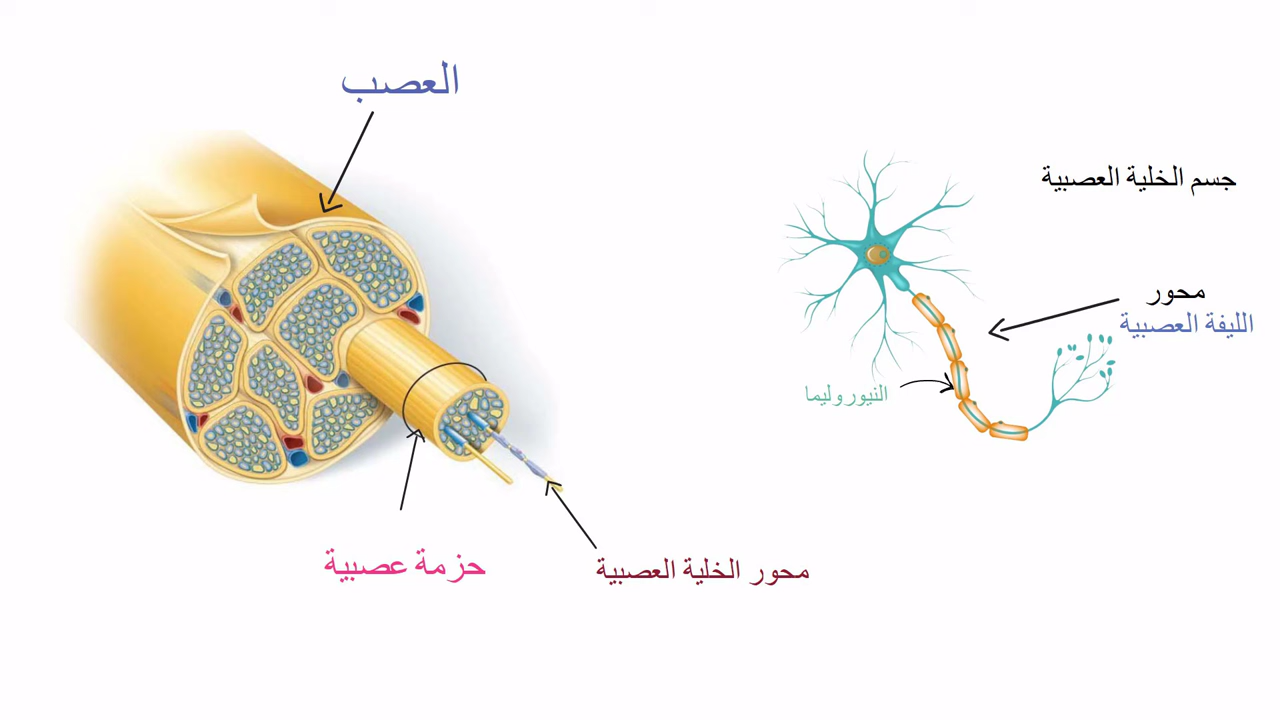 العصب
جسم الخلية العصبية
محور
الليفة العصبية
النيوروليما
حزمة عصبية
محور الخلية العصبية